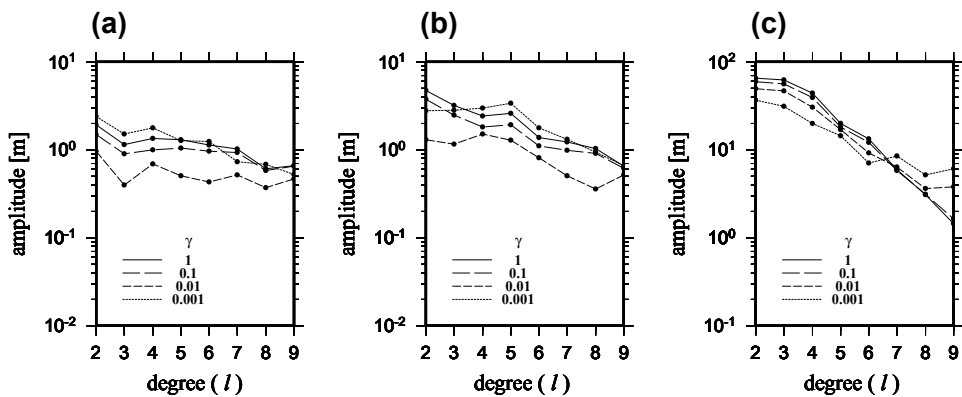 (a)
amplitude [m]
10^1
10^0
10^-1
10^-2
γ
1
0.1
0.01
0.001
2 3 4 5 6 7 8 9
degree ( l )
(b)
amplitude [m]
10^1
10^0
10^-1
10^-2
γ
1
0.1
0.01
0.001
2 3 4 5 6 7 8 9
degree ( l )
(c)
amplitude [m]
10^2
10^1
10^0
10^-1
γ
1
0.1
0.01
0.001
2 3 4 5 6 7 8 9
degree ( l )